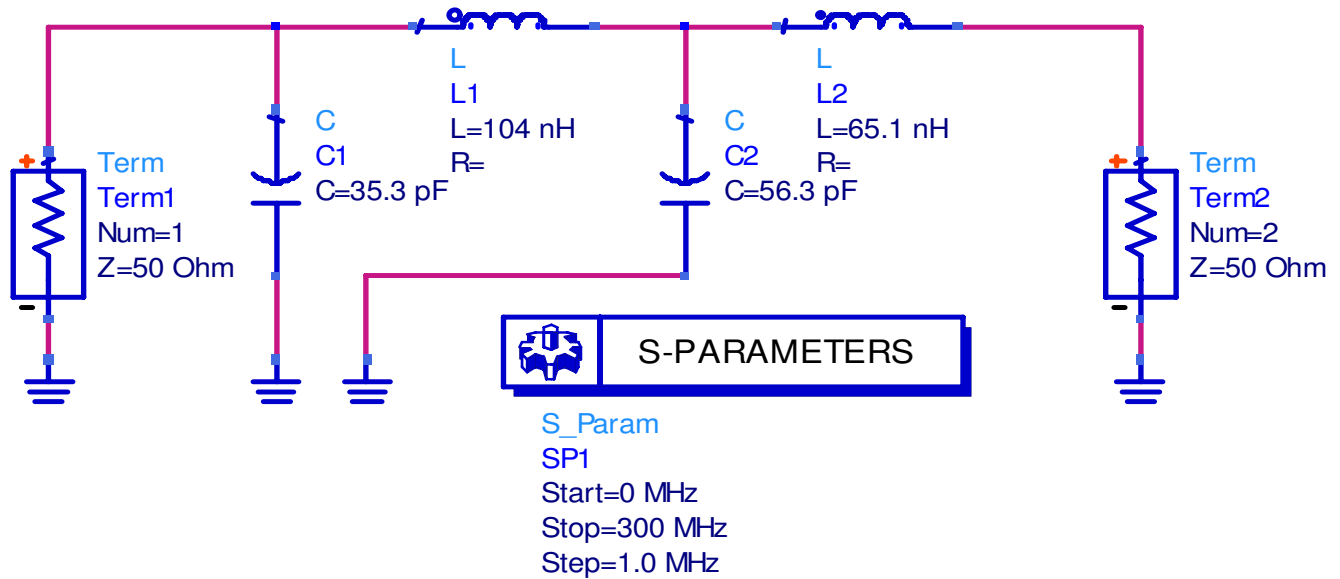 Term
Term1
Num=1
Z=50 Ohm
C
C1
C=35.3 pF
L
L1
L=104 nH
R=
C
C2
C=56.3 pF
L
L2
L=65.1 nH
R=
Term
Term2
Num=2
Z=50 Ohm
S-PARAMETERS
S_Param
SP1
Start=0 MHz
Stop=300 MHz
Step=1.0 MHz